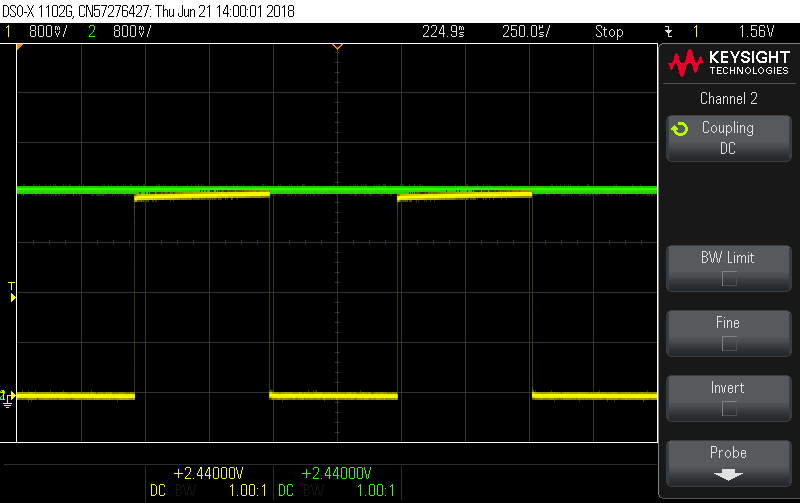 DSO-X 1102G, CN57276427: Thu Jun 21 14:00:01 2018
1 800mV/ 2 800mV/ 224.9s 250.0s/ Stop 1 1.56V
KEYSIGHT
TECHNOLOGIES
Channel 2
Coupling
DC
BW Limit
T
Fine
Invert
Probe
+2.44000V +2.44000V
DC BW 1.00:1 DC BW 1.00:1